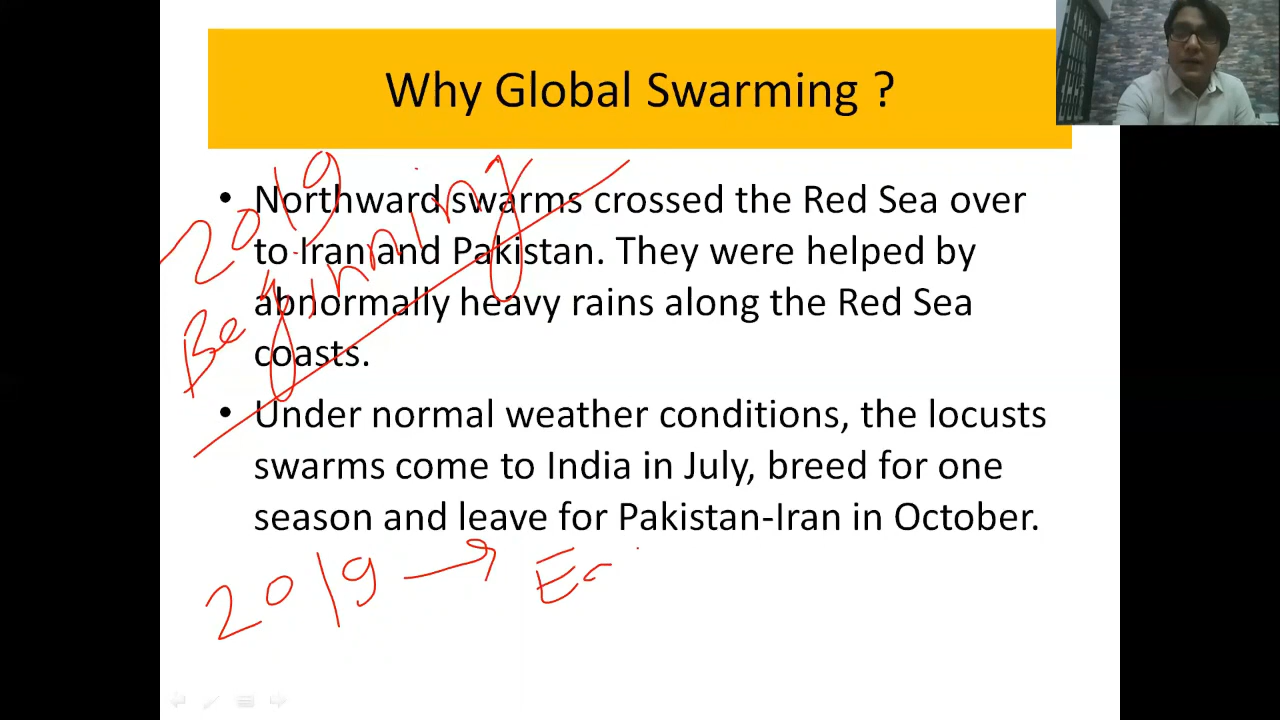 Why Global Swarming ?
2019
Beginning
• Northward swarms crossed the Red Sea over
to Iran and Pakistan. They were helped by
abnormally heavy rains along the Red Sea
coasts.
• Under normal weather conditions, the locusts
swarms come to India in July, breed for one
season and leave for Pakistan-Iran in October.
2019 →